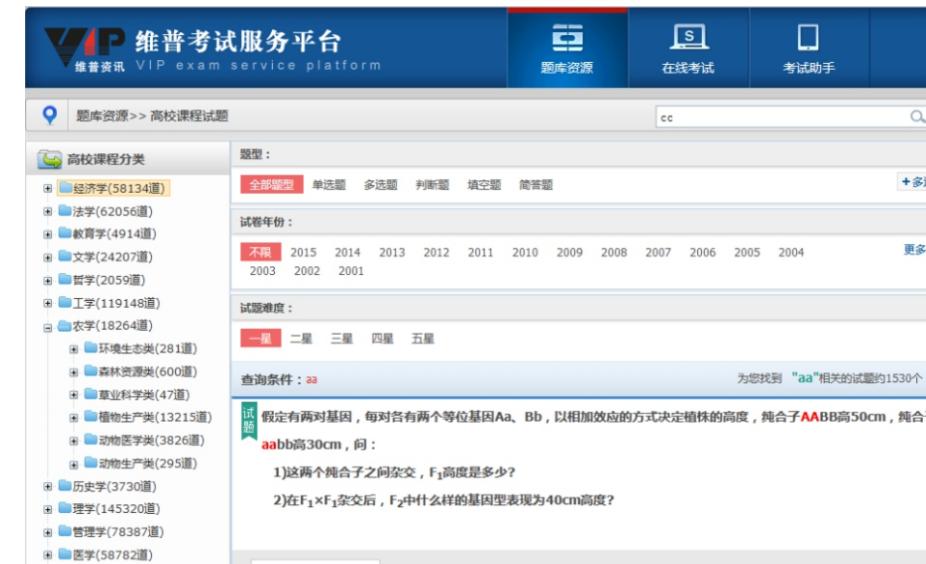 VIP 维普考试服务平台
维普资讯 VIP exam service platform
题库资源 在线考试 考试助手
题库资源>> 高校课程试题
cc
高校课程分类
经济学(58134道)
法学(62056道)
教育学(4914道)
文学(24207道)
哲学(2059道)
工学(119148道)
农学(18264道)
环境生态类(281道)
森林资源类(600道)
草业科学类(47道)
植物生产类(13215道)
动物医学类(3826道)
动物生产类(295道)
历史学(3730道)
理学(145320道)
管理学(78387道)
医学(58782道)
题型：
全部题型 单选题 多选题 判断题 填空题 简答题
+多
试卷年份：
不限 2015 2014 2013 2012 2011 2010 2009 2008 2007 2006 2005 2004
更多
2003 2002 2001
试题难度：
一星 二星 三星 四星 五星
查询条件：aa
为您找到 "aa"相关的试题约1530个
试题
假定有两对基因，每对各有两个等位基因Aa、Bb，以相加效应的方式决定植株的高度，纯合子AABB高50cm，纯合
aabb高30cm，问：
1)这两个纯合子之间杂交，F₁高度是多少?
2)在F₁×F₁杂交后，F₂中什么样的基因型表现为40cm高度?